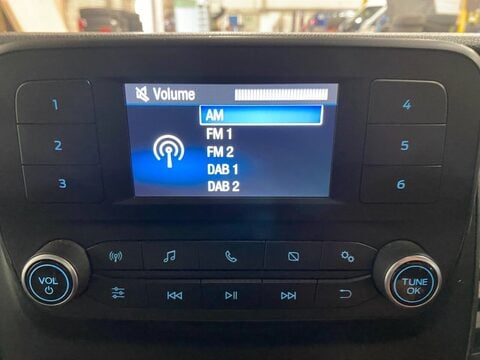 Volume
AM
FM 1
FM 2
DAB 1
DAB 2
1
2
3
4
5
6
VOL
TUNE
OK